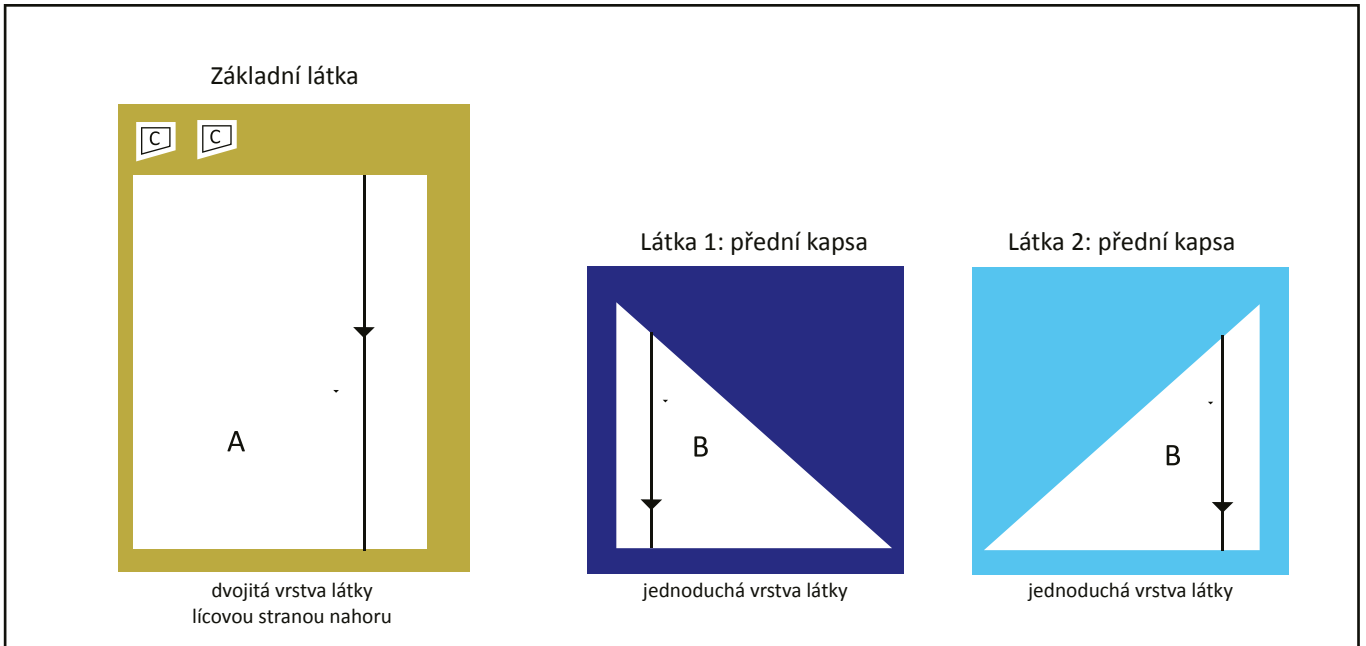 Základní látka
C C
A
dvojitá vrstva látky
lícovou stranou nahoru
Látka 1: přední kapsa
B
jednoduchá vrstva látky
Látka 2: přední kapsa
B
jednoduchá vrstva látky